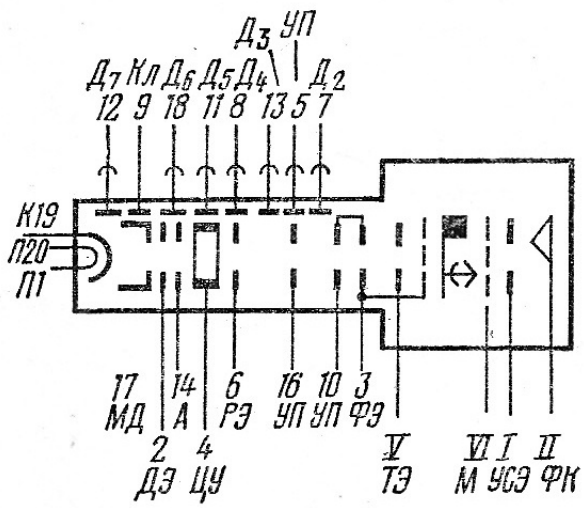 Д3 УП
Д7 Кл Д6 Д5 Д4 Д2
12 9 18 11 8 13 5 7
К19
П20
П1
17 14 6 16 10 3
МД А РЭ УП УП ФЭ
2 4 V VI I II
ДЭ ЦУ ТЭ М УСЭ ФК